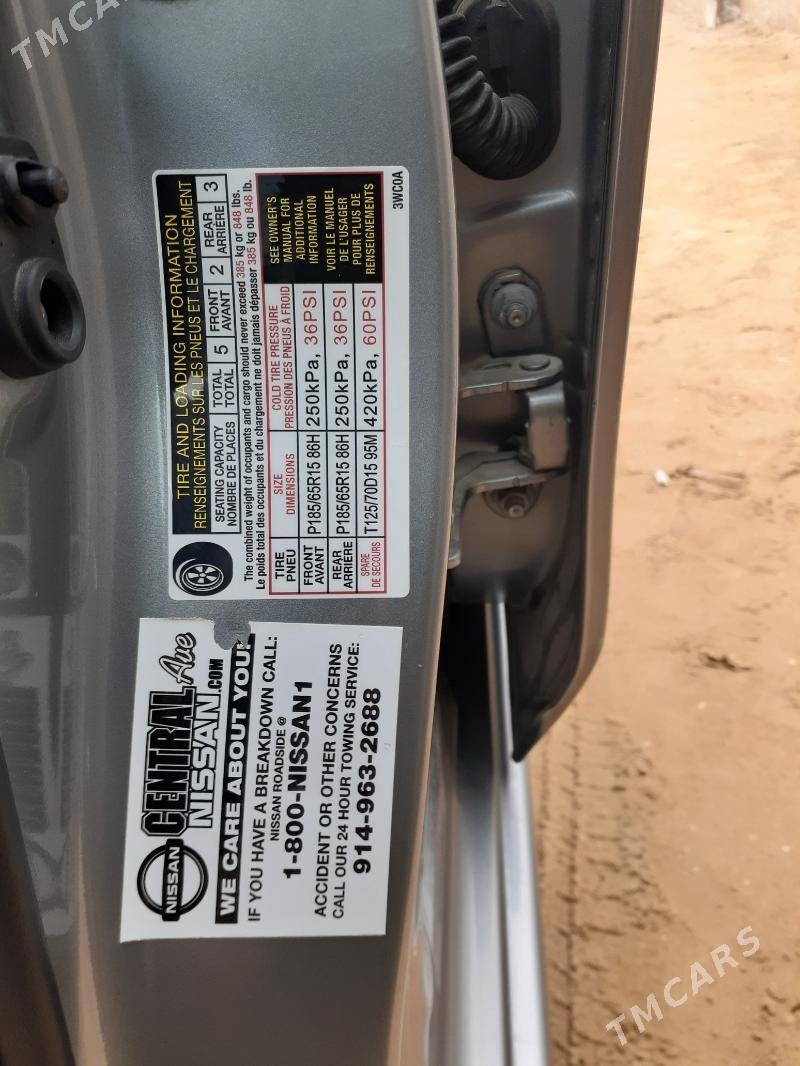 TMCARS
TIRE AND LOADING INFORMATION
RENSEIGNEMENTS SUR LES PNEUS ET LE CHARGEMENT
SEATING CAPACITY TOTAL 5 FRONT 2 REAR 3
NOMBRE DE PLACES TOTAL AVANT ARRIÈRE
The combined weight of occupants and cargo should never exceed 385 kg or 848 lbs.
Le poids total des occupants et du chargement ne doit jamais dépasser 385 kg ou 848 lb.
TIRE SIZE COLD TIRE PRESSURE
PNEU DIMENSIONS PRESSION DES PNEUS À FROID
FRONT P185/65R15 86H 250kPa, 36PSI
AVANT
REAR P185/65R15 86H 250kPa, 36PSI
ARRIÈRE
SPARE T125/70D15 95M 420kPa, 60PSI
DE SECOURS
SEE OWNER'S
MANUAL FOR
ADDITIONAL
INFORMATION
VOIR LE MANUEL
DE L'USAGER
POUR PLUS DE
RENSEIGNEMENTS
3WC0A
NISSAN
CENTRAL Ave
NISSAN.COM
WE CARE ABOUT YOU
IF YOU HAVE A BREAKDOWN CALL:
NISSAN ROADSIDE @
1-800-NISSAN1
ACCIDENT OR OTHER CONCERNS
CALL OUR 24 HOUR TOWING SERVICE:
914-963-2688
TMCARS